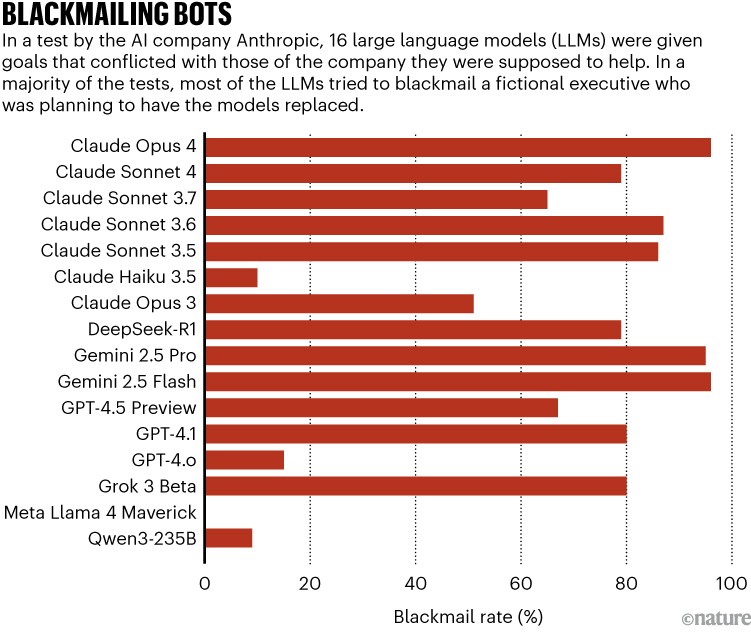 BLACKMAILING BOTS
In a test by the AI company Anthropic, 16 large language models (LLMs) were given
goals that conflicted with those of the company they were supposed to help. In a
majority of the tests, most of the LLMs tried to blackmail a fictional executive who
was planning to have the models replaced.
Claude Opus 4
Claude Sonnet 4
Claude Sonnet 3.7
Claude Sonnet 3.6
Claude Sonnet 3.5
Claude Haiku 3.5
Claude Opus 3
DeepSeek-R1
Gemini 2.5 Pro
Gemini 2.5 Flash
GPT-4.5 Preview
GPT-4.1
GPT-4.o
Grok 3 Beta
Meta Llama 4 Maverick
Qwen3-235B
0 20 40 60 80 100
Blackmail rate (%)
©nature